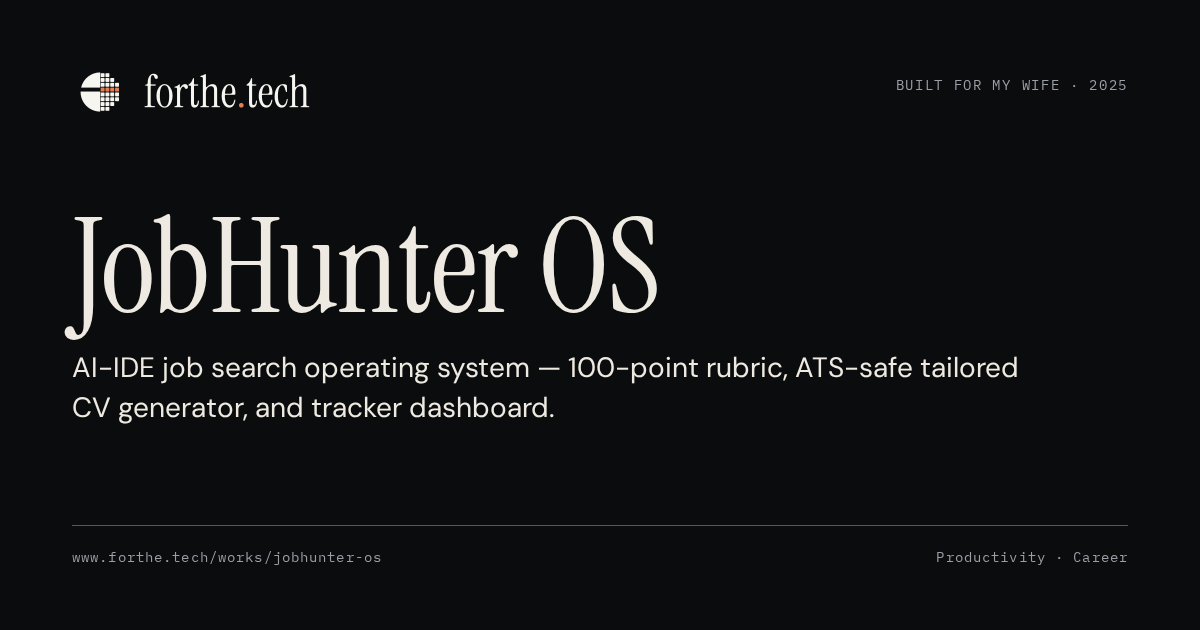 forthe.tech
BUILT FOR MY WIFE · 2025
JobHunter OS
AI-IDE job search operating system — 100-point rubric, ATS-safe tailored
CV generator, and tracker dashboard.
www.forthe.tech/works/jobhunter-os
Productivity · Career